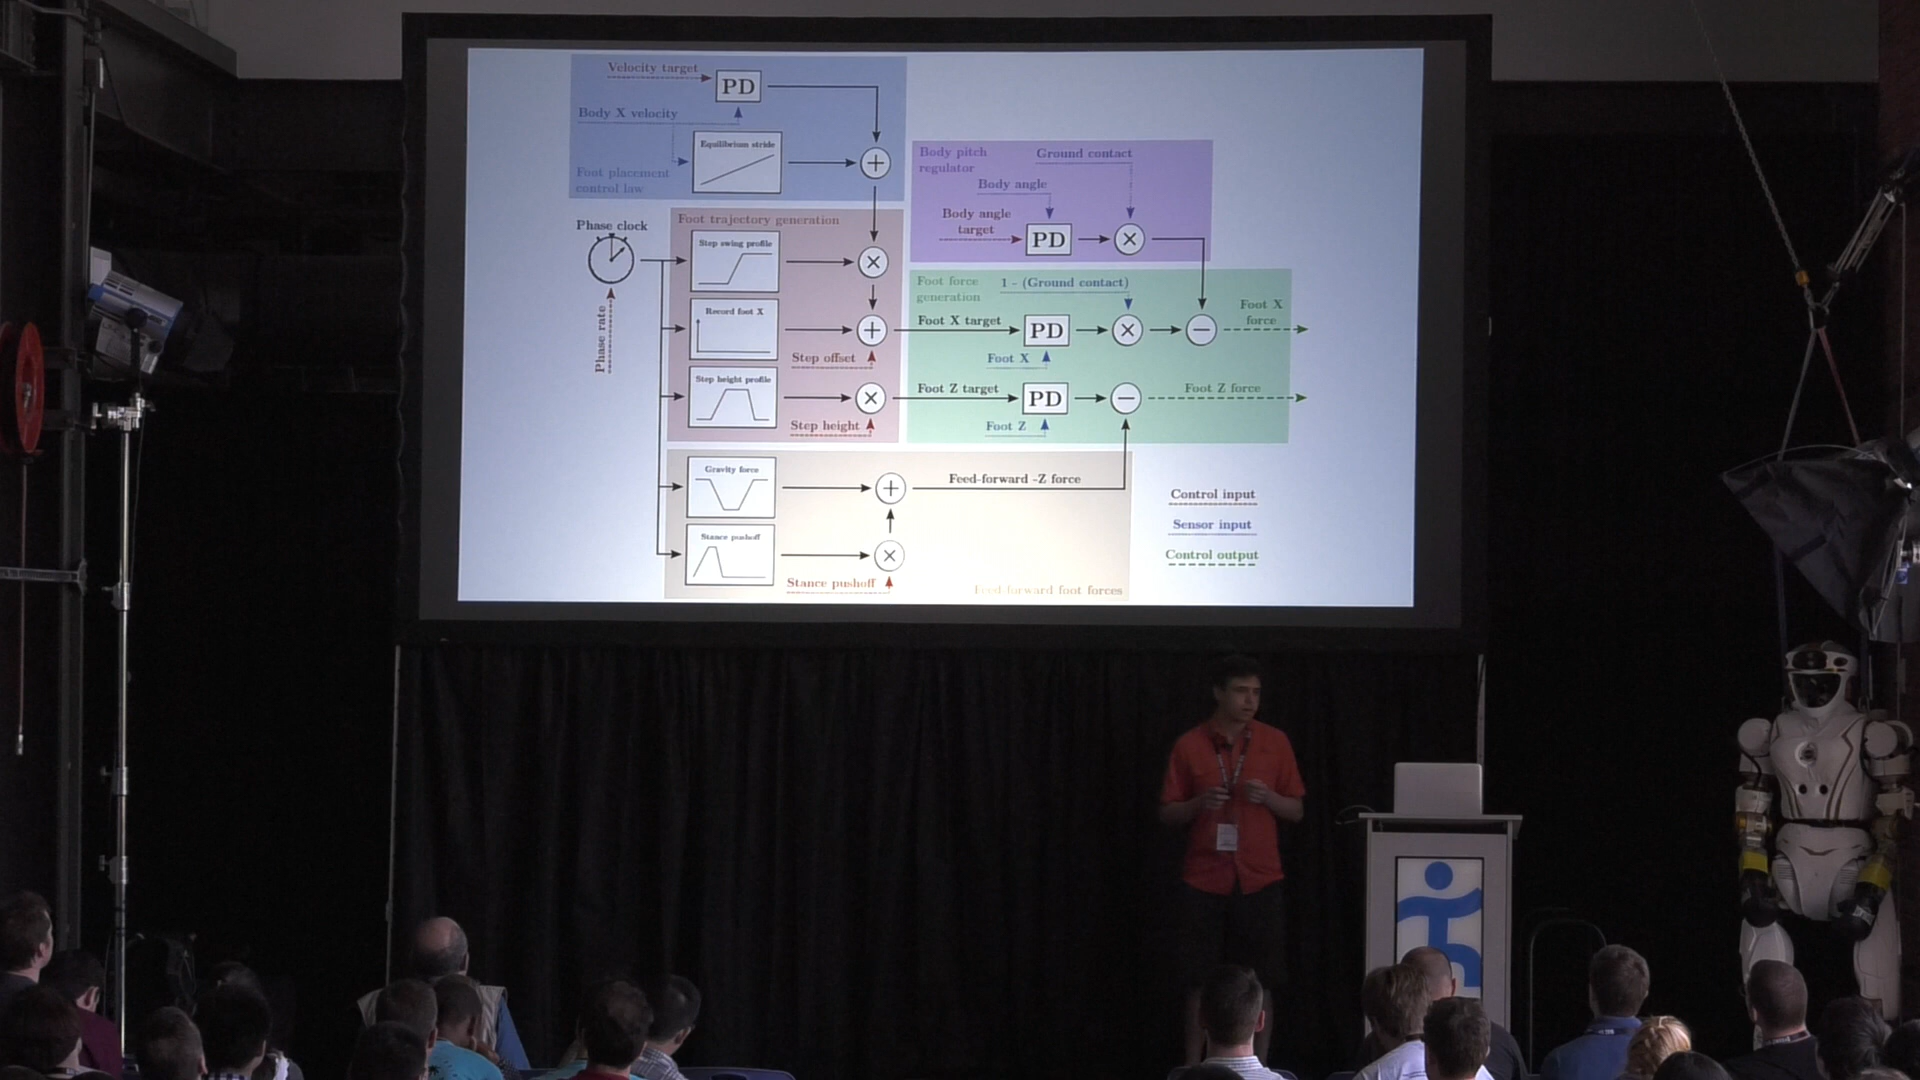 Velocity target
PD
Body X velocity
Equilibrium stride
Foot placement
control law
Body pitch
regulator
Ground contact
Body angle
Body angle
target
PD
Phase clock
Phase rate
Foot trajectory generation
Step swing profile
Record foot X
Step offset
Step height profile
Step height
Foot force
generation
1 - (Ground contact)
Foot X target
PD
Foot X
Foot X
force
Foot Z target
PD
Foot Z
Foot Z force
Gravity force
Feed-forward -Z force
Stance pushoff
Stance pushoff
Feed-forward foot forces
Control input
Sensor input
Control output